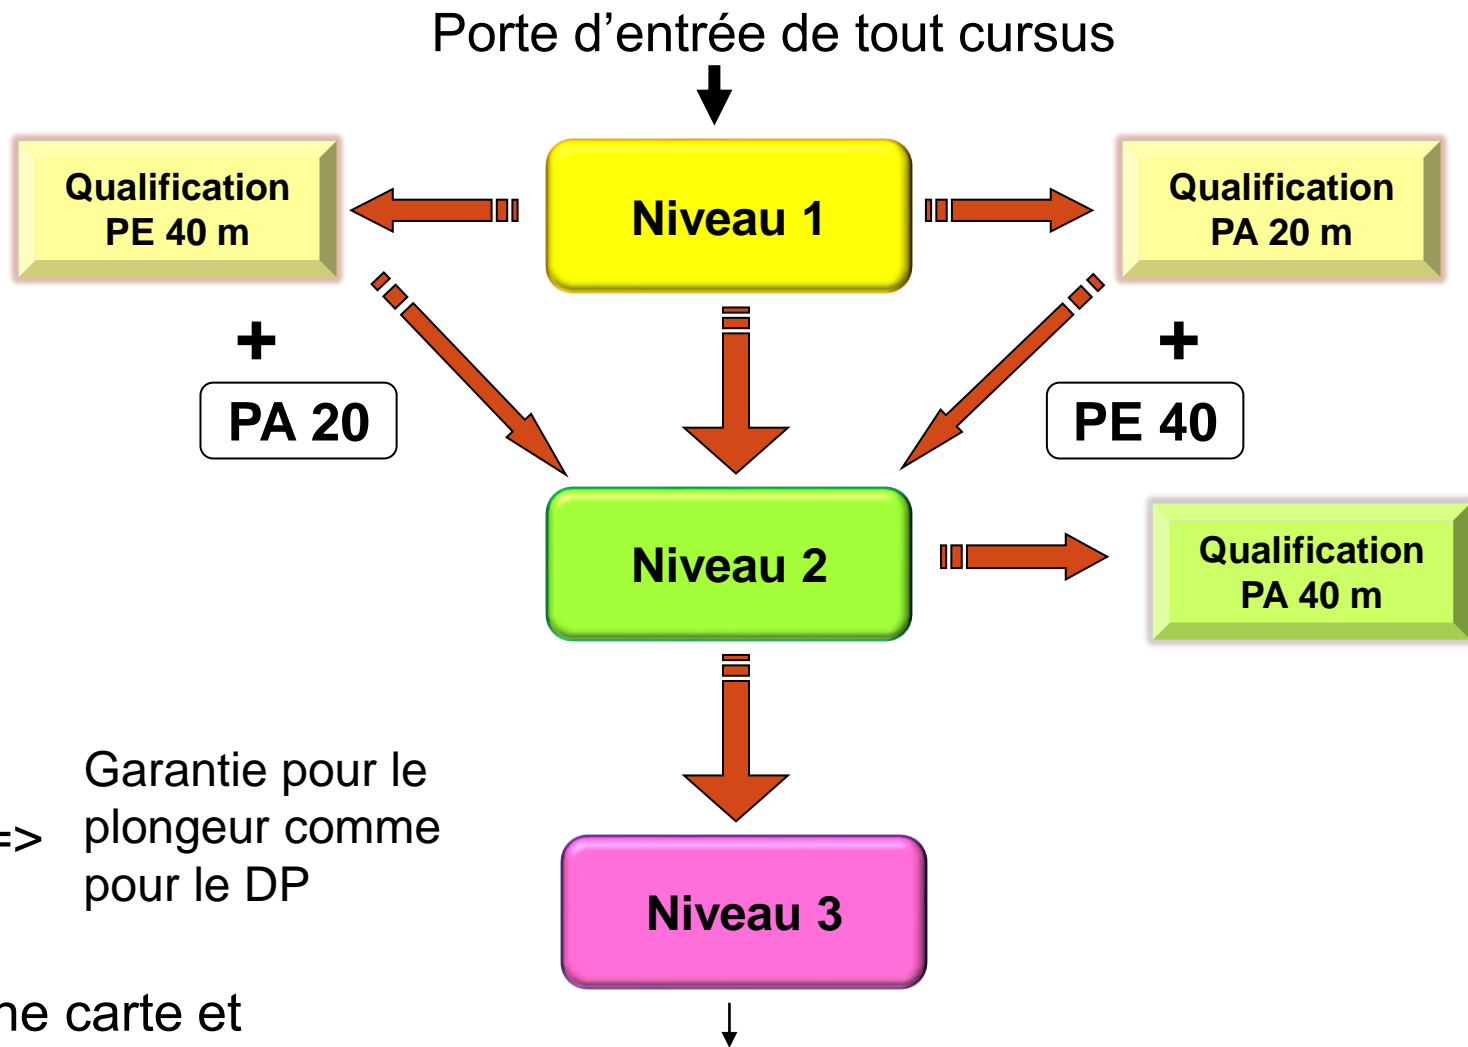 Porte d’entrée de tout cursus
Qualification
PE 40 m
Niveau 1
Qualification
PA 20 m
+
PA 20
+
PE 40
Niveau 2
Qualification
PA 40 m
=>
Garantie pour le
plongeur comme
pour le DP
Niveau 3
carte et